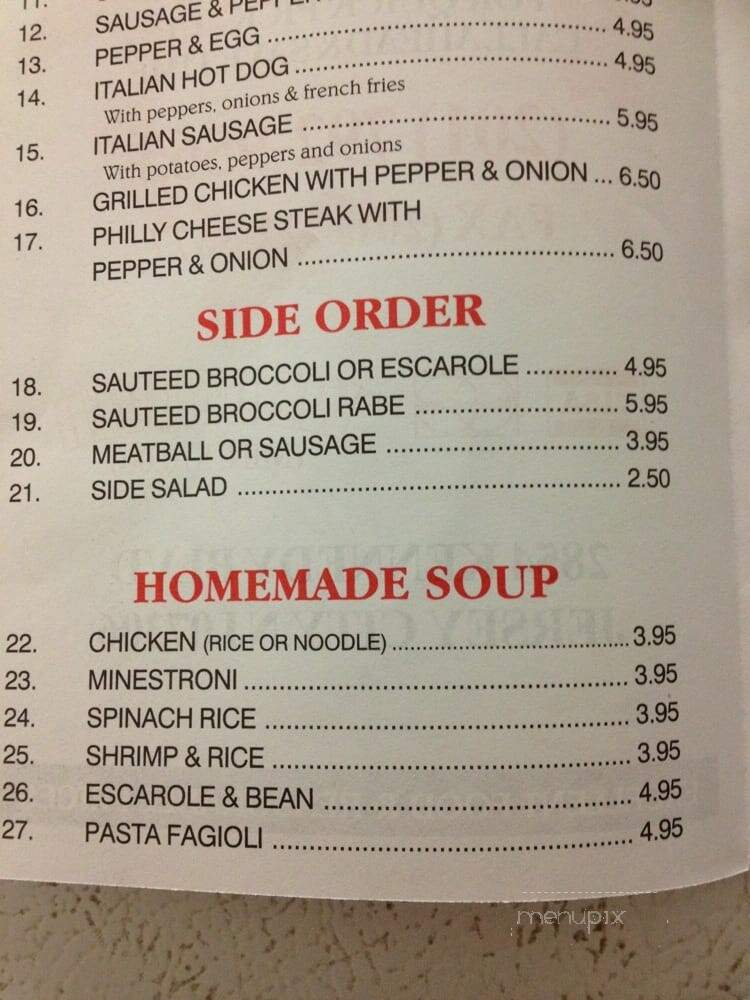 11.
12. SAUSAGE & PEPPER
13. PEPPER & EGG .......... 4.95
14. ITALIAN HOT DOG .......... 4.95
With peppers, onions & french fries
15. ITALIAN SAUSAGE .......... 5.95
With potatoes, peppers and onions
16. GRILLED CHICKEN WITH PEPPER & ONION ... 6.50
17. PHILLY CHEESE STEAK WITH
PEPPER & ONION .......... 6.50
SIDE ORDER
18. SAUTEED BROCCOLI OR ESCAROLE .......... 4.95
19. SAUTEED BROCCOLI RABE .......... 5.95
20. MEATBALL OR SAUSAGE .......... 3.95
21. SIDE SALAD .......... 2.50
HOMEMADE SOUP
22. CHICKEN (RICE OR NOODLE) .......... 3.95
23. MINESTRONI .......... 3.95
24. SPINACH RICE .......... 3.95
25. SHRIMP & RICE .......... 3.95
26. ESCAROLE & BEAN .......... 4.95
27. PASTA FAGIOLI .......... 4.95
menupix